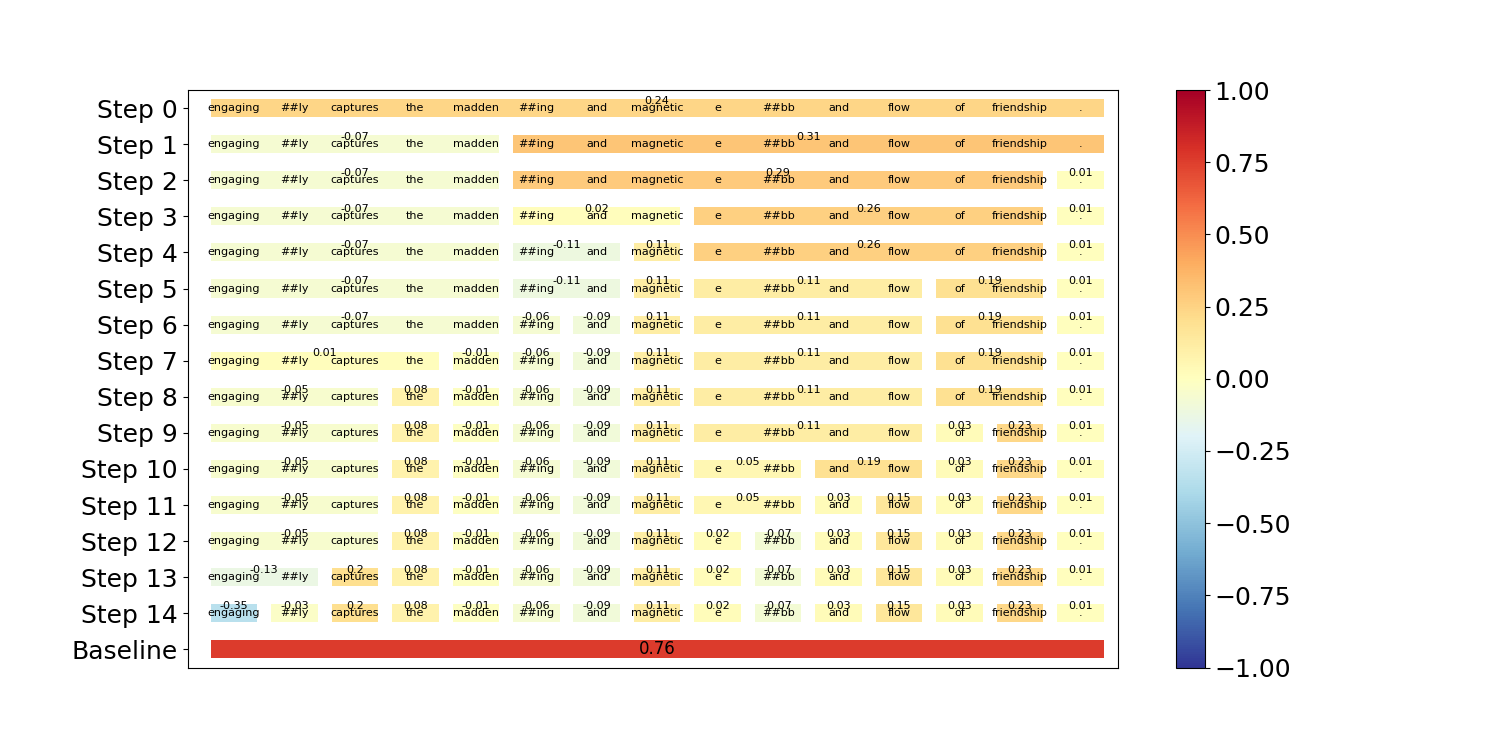 0.24
Step 0 engaging ##ly captures the madden ##ing and magnetic e ##bb and flow of friendship .
-0.07 0.31
Step 1 engaging ##ly captures the madden ##ing and magnetic e ##bb and flow of friendship .
-0.07 0.29 0.01
Step 2 engaging ##ly captures the madden ##ing and magnetic e ##bb and flow of friendship .
-0.07 0.02 0.26 0.01
Step 3 engaging ##ly captures the madden ##ing and magnetic e ##bb and flow of friendship .
-0.07 -0.11 0.11 0.26 0.01
Step 4 engaging ##ly captures the madden ##ing and magnetic e ##bb and flow of friendship .
-0.07 -0.11 0.11 0.11 0.19 0.01
Step 5 engaging ##ly captures the madden ##ing and magnetic e ##bb and flow of friendship .
-0.07 -0.06 -0.09 0.11 0.11 0.19 0.01
Step 6 engaging ##ly captures the madden ##ing and magnetic e ##bb and flow of friendship .
0.01 -0.01 -0.06 -0.09 0.11 0.11 0.19 0.01
Step 7 engaging ##ly captures the madden ##ing and magnetic e ##bb and flow of friendship .
-0.05 0.08 -0.01 -0.06 -0.09 0.11 0.11 0.19 0.01
Step 8 engaging ##ly captures the madden ##ing and magnetic e ##bb and flow of friendship .
-0.05 0.08 -0.01 -0.06 -0.09 0.11 0.11 0.03 0.23 0.01
Step 9 engaging ##ly captures the madden ##ing and magnetic e ##bb and flow of friendship .
-0.05 0.08 -0.01 -0.06 -0.09 0.11 0.05 0.19 0.03 0.23 0.01
Step 10 engaging ##ly captures the madden ##ing and magnetic e ##bb and flow of friendship .
-0.05 0.08 -0.01 -0.06 -0.09 0.11 0.05 0.03 0.15 0.03 0.23 0.01
Step 11 engaging ##ly captures the madden ##ing and magnetic e ##bb and flow of friendship .
-0.05 0.08 -0.01 -0.06 -0.09 0.11 0.02 -0.07 0.03 0.15 0.03 0.23 0.01
Step 12 engaging ##ly captures the madden ##ing and magnetic e ##bb and flow of friendship .
-0.13 0.2 0.08 -0.01 -0.06 -0.09 0.11 0.02 -0.07 0.03 0.15 0.03 0.23 0.01
Step 13 engaging ##ly captures the madden ##ing and magnetic e ##bb and flow of friendship .
-0.35 -0.03 0.2 0.08 -0.01 -0.06 -0.09 0.11 0.02 -0.07 0.03 0.15 0.03 0.23 0.01
Step 14 engaging ##ly captures the madden ##ing and magnetic e ##bb and flow of friendship .
Baseline 0.76
1.00
0.75
0.50
0.25
0.00
−0.25
−0.50
−0.75
−1.00